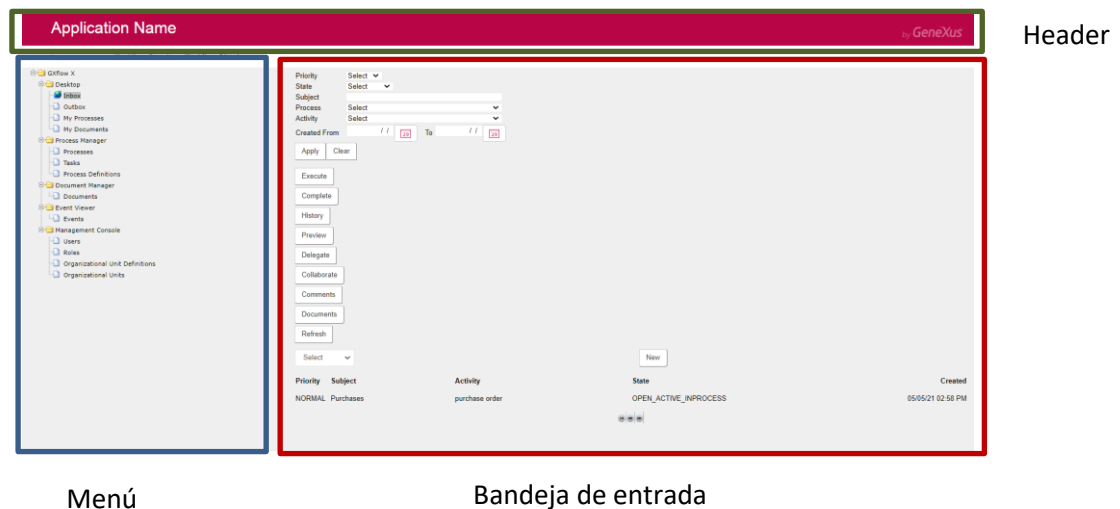 Application Name
by GeneXus
Header
GXflow X
Desktop
Inbox
Outbox
My Processes
My Documents
Process Manager
Processes
Tasks
Process Definitions
Document Manager
Documents
Event Viewer
Events
Management Console
Users
Roles
Organizational Unit Definitions
Organizational Units
Priority Select
State Select
Subject
Process Select
Activity Select
Created From / / To / /
Apply Clear
Execute
Complete
History
Preview
Delegate
Collaborate
Comments
Documents
Refresh
Select New
Priority Subject Activity State Created
NORMAL Purchases purchase order OPEN_ACTIVE_INPROCESS 05/05/21 02:58 PM
Menú
Bandeja de entrada